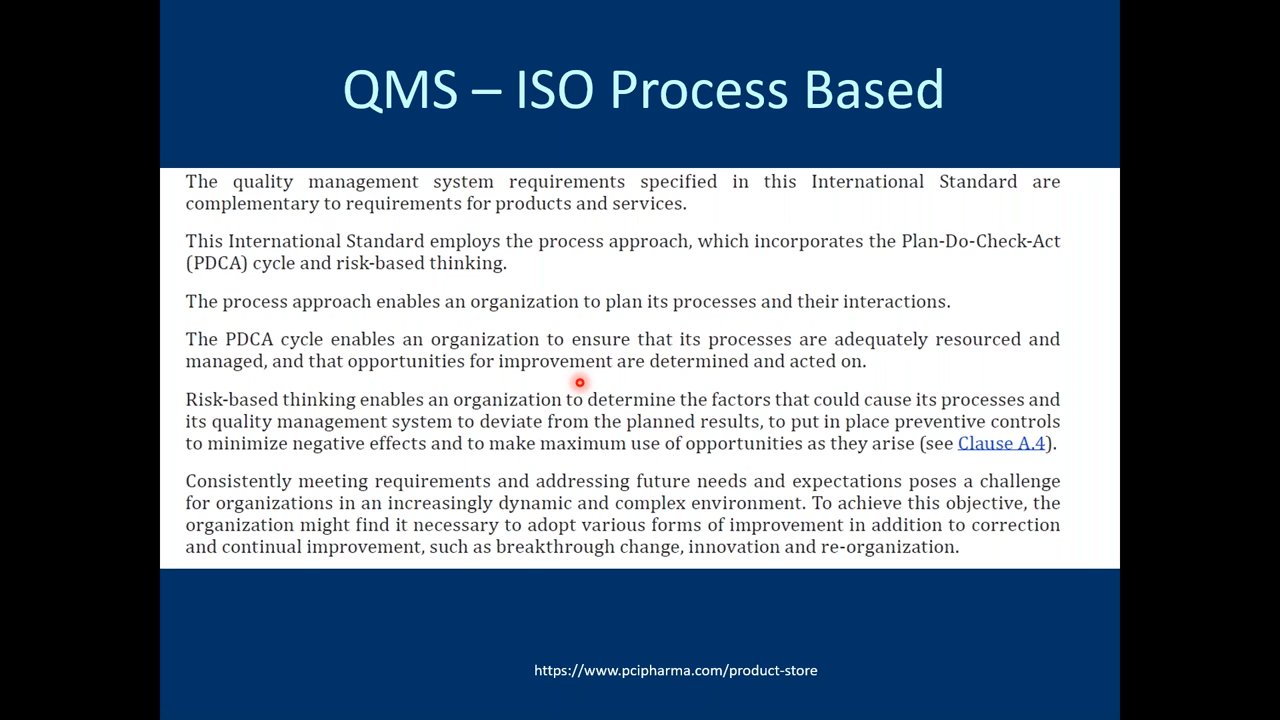 QMS – ISO Process Based
The quality management system requirements specified in this International Standard are
complementary to requirements for products and services.
This International Standard employs the process approach, which incorporates the Plan-Do-Check-Act
(PDCA) cycle and risk-based thinking.
The process approach enables an organization to plan its processes and their interactions.
The PDCA cycle enables an organization to ensure that its processes are adequately resourced and
managed, and that opportunities for improvement are determined and acted on.
Risk-based thinking enables an organization to determine the factors that could cause its processes and
its quality management system to deviate from the planned results, to put in place preventive controls
to minimize negative effects and to make maximum use of opportunities as they arise (see Clause A.4).
Consistently meeting requirements and addressing future needs and expectations poses a challenge
for organizations in an increasingly dynamic and complex environment. To achieve this objective, the
organization might find it necessary to adopt various forms of improvement in addition to correction
and continual improvement, such as breakthrough change, innovation and re-organization.
https://www.pcipharma.com/product-store